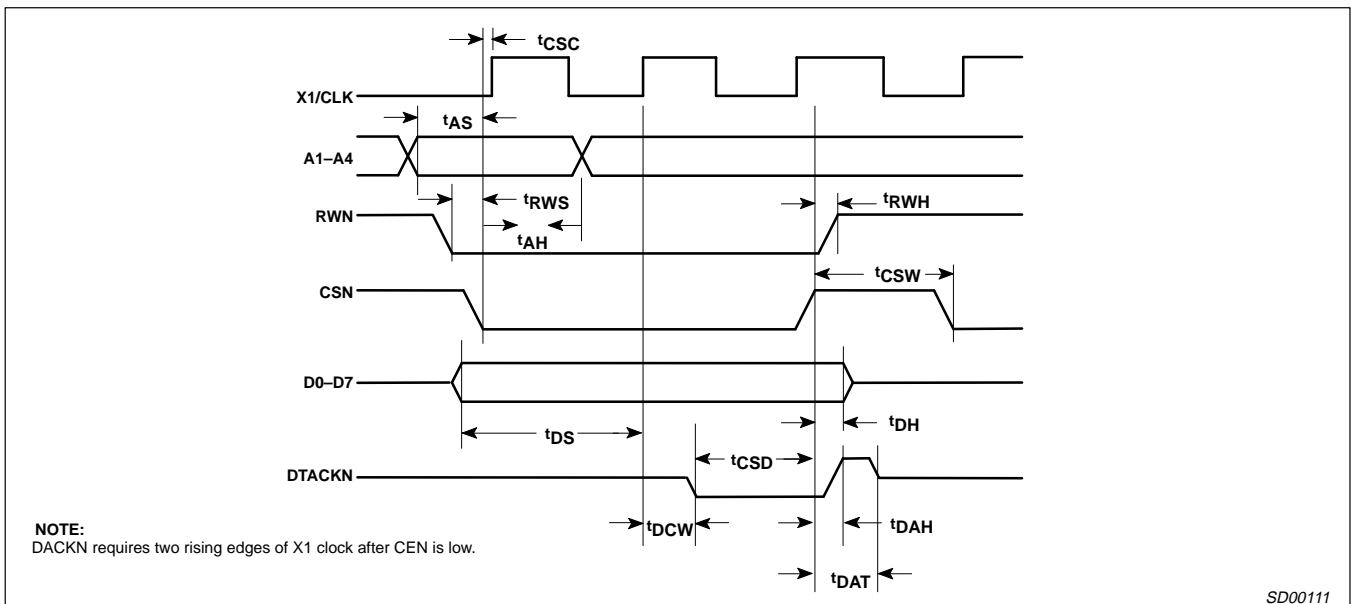 tCSC
X1/CLK
tAS
A1–A4
tRWS
tRWH
RWN
tAH
tCSW
CSN
D0–D7
tDH
tDS
tCSD
DTACKN
tDCW
tDAH
NOTE:
DACKN requires two rising edges of X1 clock after CEN is low.
tDAT
SD00111